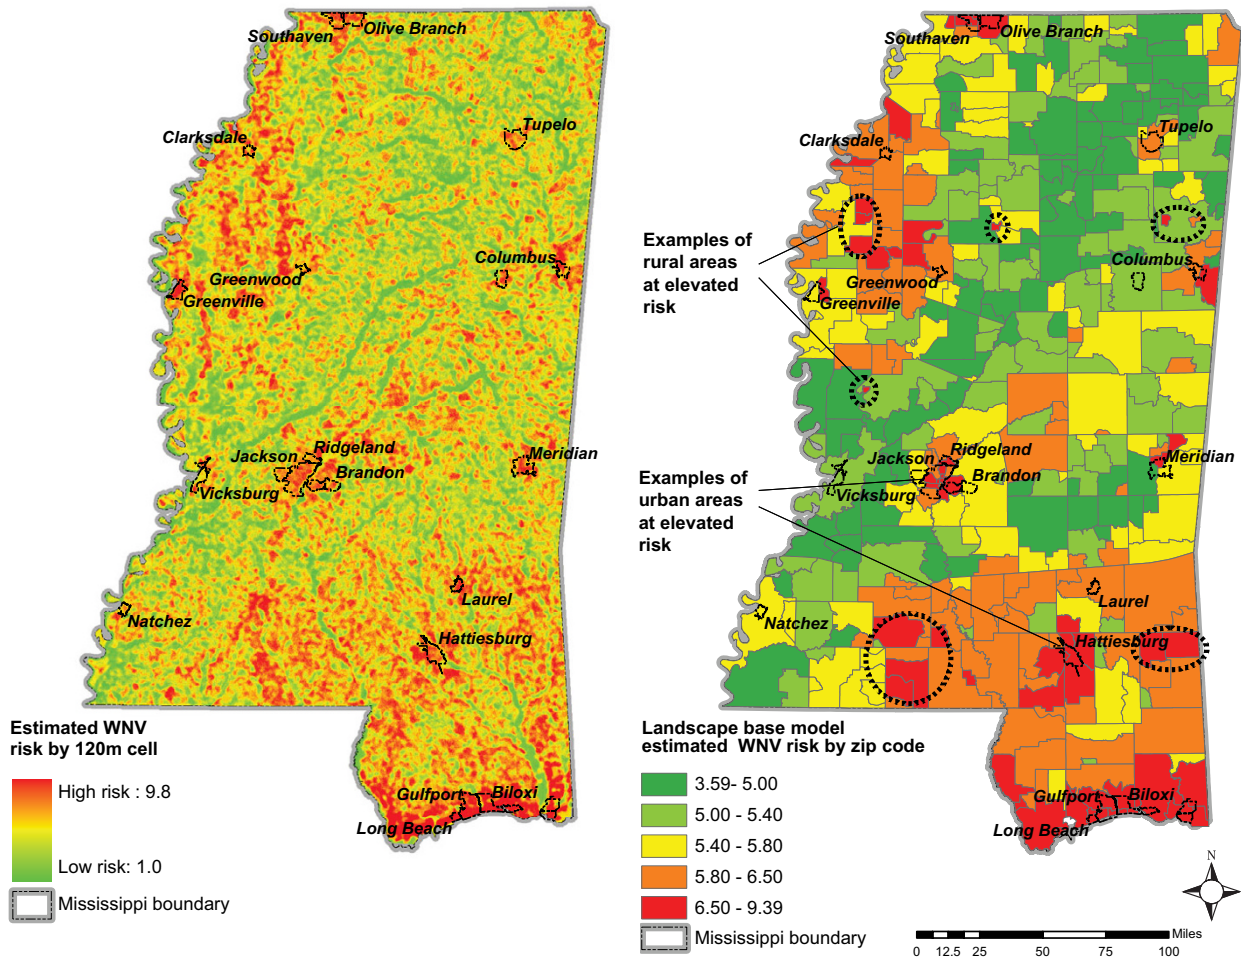 Southaven
Olive Branch
Clarksdale
Tupelo
Columbus
Greenwood
Greenville
Ridgeland
Jackson
Brandon
Meridian
Vicksburg
Laurel
Natchez
Hattiesburg
Gulfport
Biloxi
Long Beach
Estimated WNV
risk by 120m cell
High risk : 9.8
Low risk: 1.0
Mississippi boundary
Southaven
Olive Branch
Clarksdale
Tupelo
Examples of
rural areas
at elevated
risk
Columbus
Greenwood
Greenville
Ridgeland
Jackson
Brandon
Meridian
Vicksburg
Examples of
urban areas
at elevated
risk
Laurel
Natchez
Hattiesburg
Gulfport
Biloxi
Long Beach
Landscape base model
estimated WNV risk by zip code
3.59- 5.00
5.00 - 5.40
5.40 - 5.80
5.80 - 6.50
6.50 - 9.39
Mississippi boundary
N
Miles
0 12.5 25 50 75 100